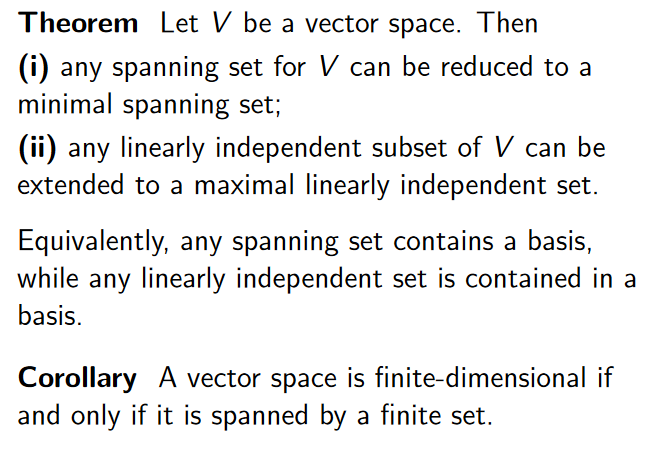 Theorem Let V be a vector space. Then
(i) any spanning set for V can be reduced to a
minimal spanning set;
(ii) any linearly independent subset of V can be
extended to a maximal linearly independent set.
Equivalently, any spanning set contains a basis,
while any linearly independent set is contained in a
basis.
Corollary A vector space is finite-dimensional if
and only if it is spanned by a finite set.